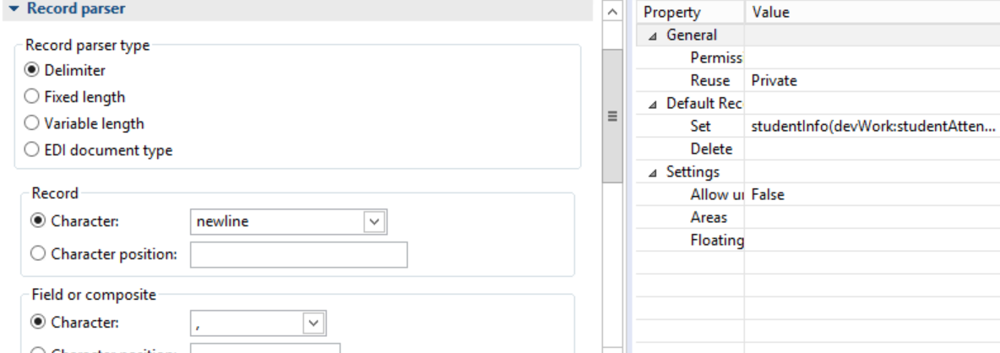 Record parser
Record parser type
Delimiter
Fixed length
Variable length
EDI document type
Record
Character: newline
Character position:
Field or composite
Character: ,
Character position:
Property Value
General
Permiss
Reuse Private
Default Rec
Set studentInfo(devWork:studentAtten...
Delete
Settings
Allow u
False
Areas
Floating